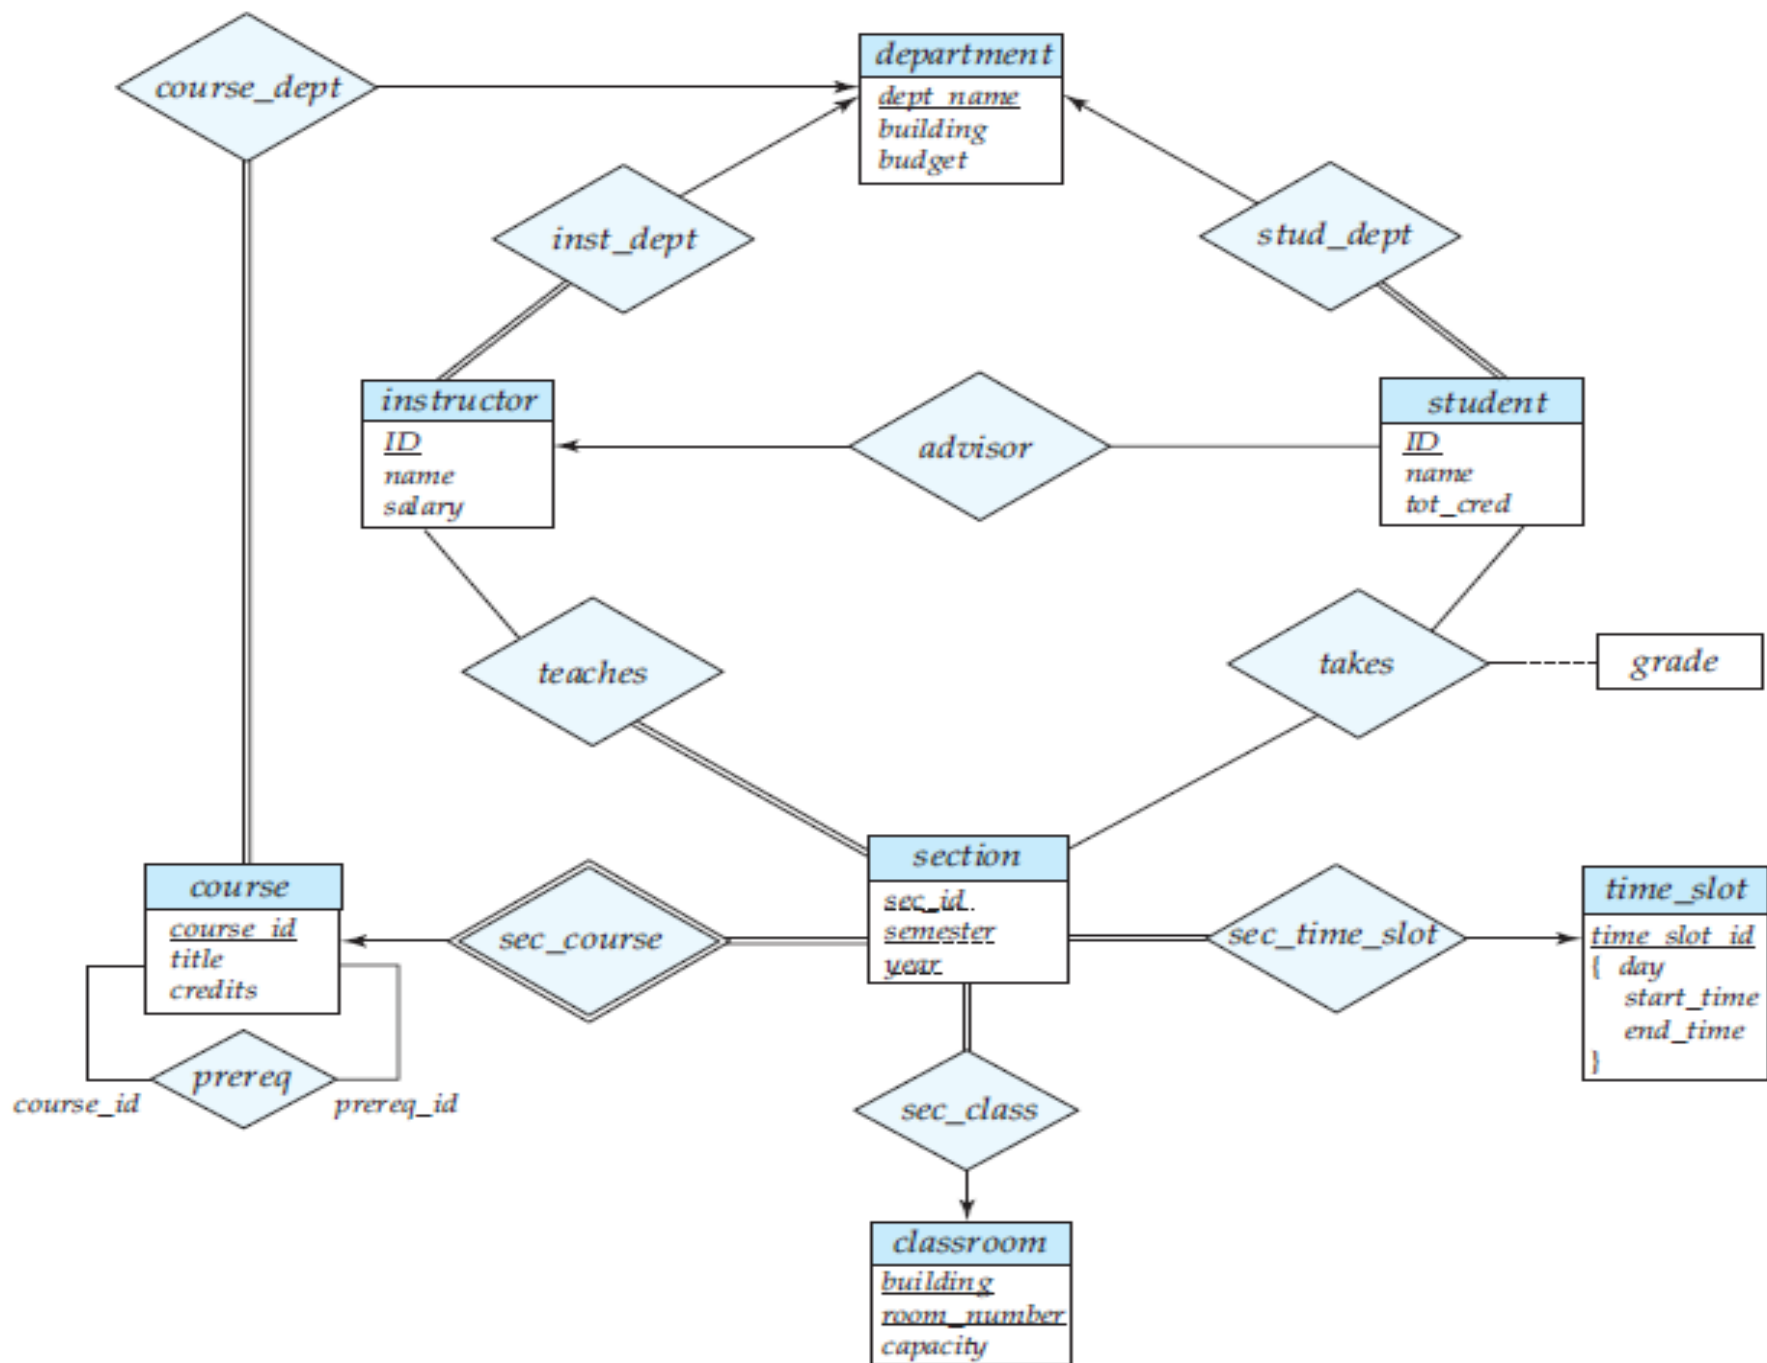 course_dept
department
dept_name
building
budget
inst_dept
stud_dept
instructor
ID
name
salary
advisor
student
ID
name
tot_cred
teaches
takes
grade
course
course_id
title
credits
sec_course
section
sec_id
semester
year
sec_time_slot
time_slot
time_slot_id
{ day
start_time
end_time
}
prereq
course_id
prereq_id
sec_class
classroom
building
room_number
capacity